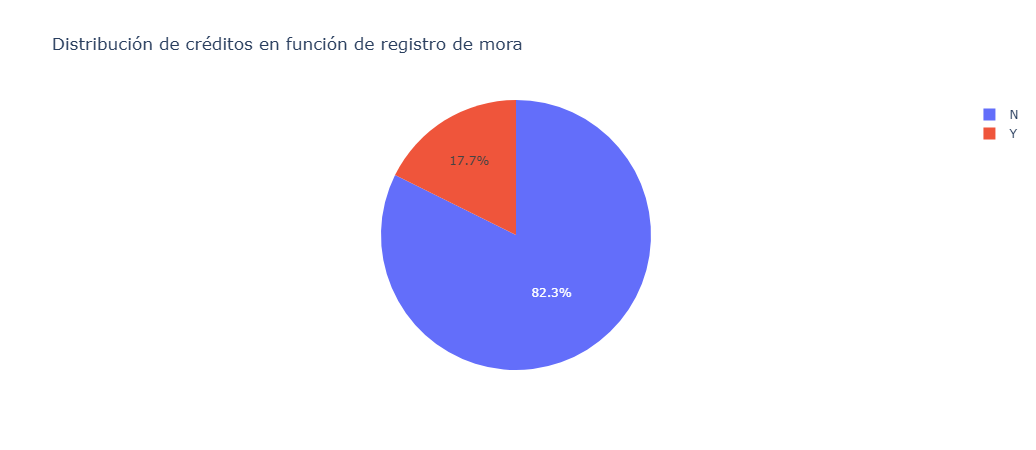 Distribución de créditos en función de registro de mora
N
Y
17.7%
82.3%